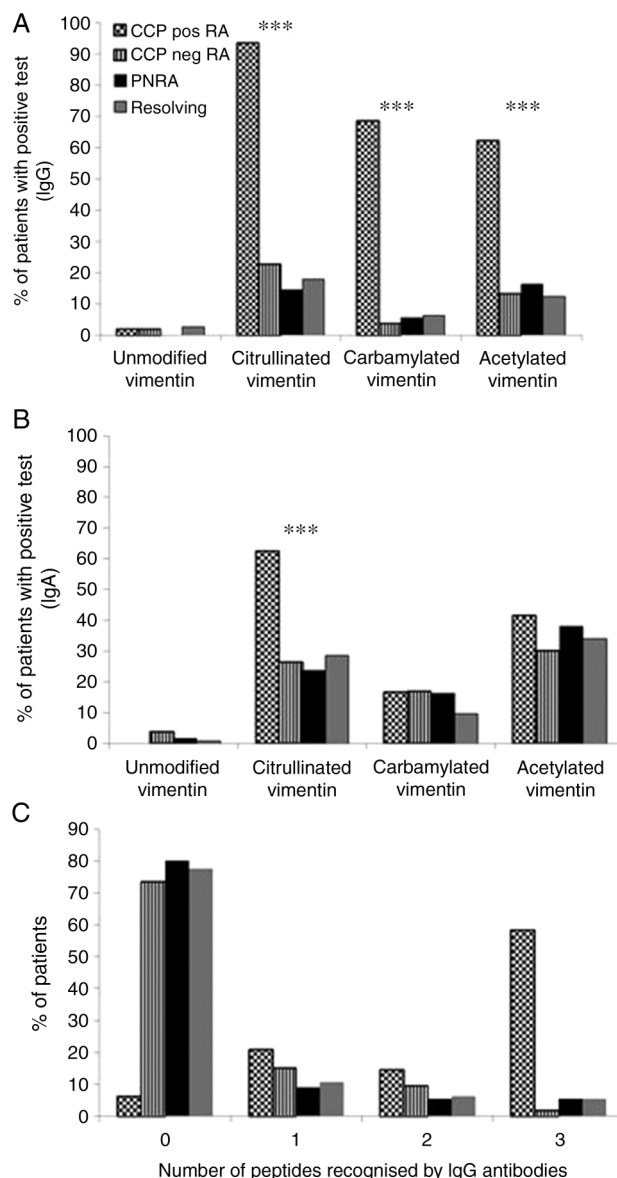 A
% of patients with positive test
(IgG)
100
90
80
70
60
50
40
30
20
10
0
CCP pos RA
CCP neg RA
PNRA
Resolving
***
***
***
Unmodified vimentin
Citrullinated vimentin
Carbamylated vimentin
Acetylated vimentin
B
% of patients with positive test
(IgA)
100
90
80
70
60
50
40
30
20
10
0
***
Unmodified vimentin
Citrullinated vimentin
Carbamylated vimentin
Acetylated vimentin
C
% of patients
90
80
70
60
50
40
30
20
10
0
0 1 2 3
Number of peptides recognised by IgG antibodies